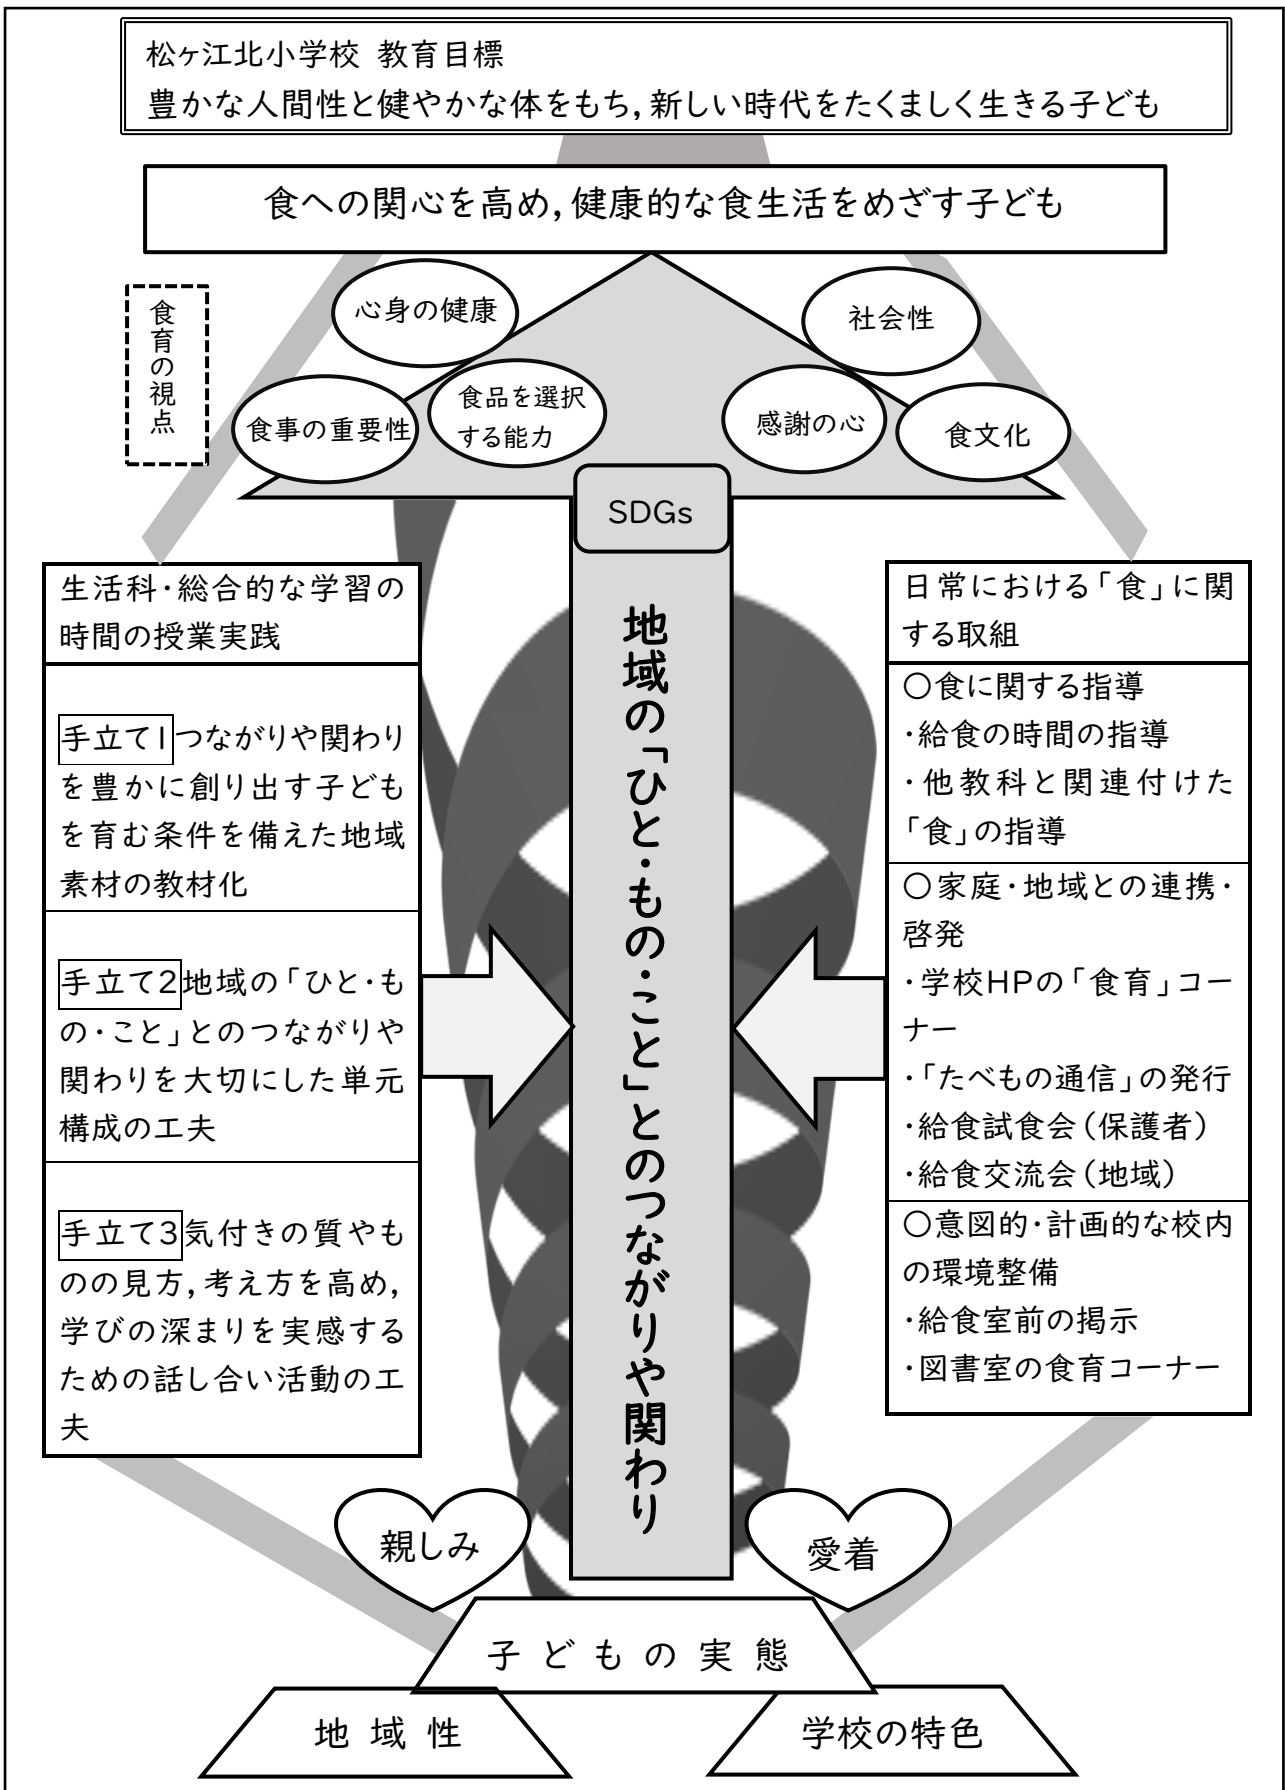 松ヶ江北小学校 教育目標
豊かな人間性と健やかな体をもち,新しい時代をたくましく生きる子ども
食への関心を高め,健康的な食生活をめざす子ども
食育の視点
心身の健康
社会性
食事の重要性
食品を選択
する能力
感謝の心
食文化
SDGs
地域の「ひと・もの・こと」とのつながりや関わり
生活科・総合的な学習の
時間の授業実践
手立て1つながりや関わり
を豊かに創り出す子ども
を育む条件を備えた地域
素材の教材化
手立て2地域の「ひと・も
の・こと」とのつながりや
関わりを大切にした単元
構成の工夫
手立て3気付きの質やも
のの見方,考え方を高め,
学びの深まりを実感する
ための話し合い活動の工
夫
日常における「食」に関
する取組
○食に関する指導
・給食の時間の指導
・他教科と関連付けた
「食」の指導
○家庭・地域との連携・
啓発
・学校HPの「食育」コー
ナー
・「たべもの通信」の発行
・給食試食会(保護者)
・給食交流会(地域)
○意図的・計画的な校内
の環境整備
・給食室前の掲示
・図書室の食育コーナー
親しみ
愛着
子どもの実態
地域性
学校の特色